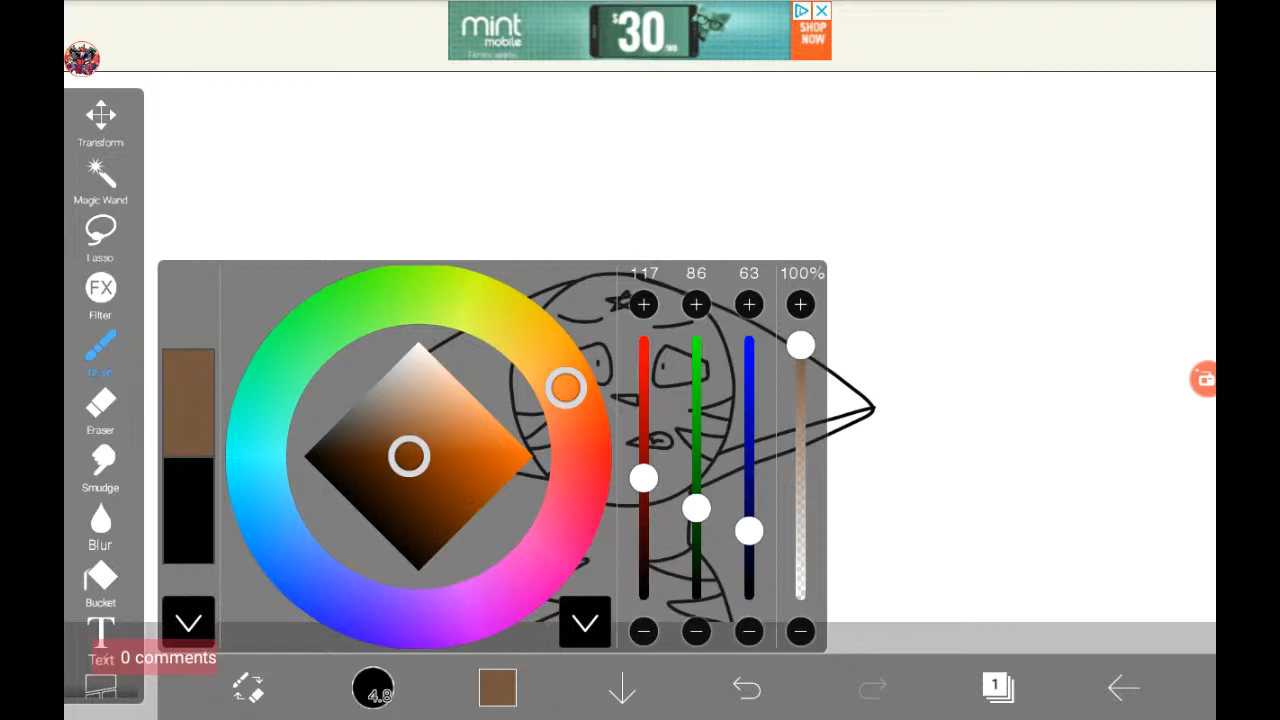 mint
mobile
$30
SHOP
NOW
Transform
Magic Wand
Lasso
FX
Filter
117 86 63 100%
Eraser
Smudge
Blur
Bucket
T
Text
0 comments
4.8
1